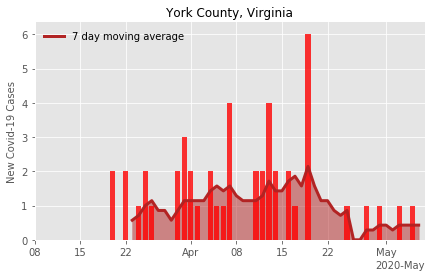 York County, Virginia
7 day moving average
New Covid-19 Cases
6
5
4
3
2
1
0
08 15 22 Apr 08 15 22 May
2020-May